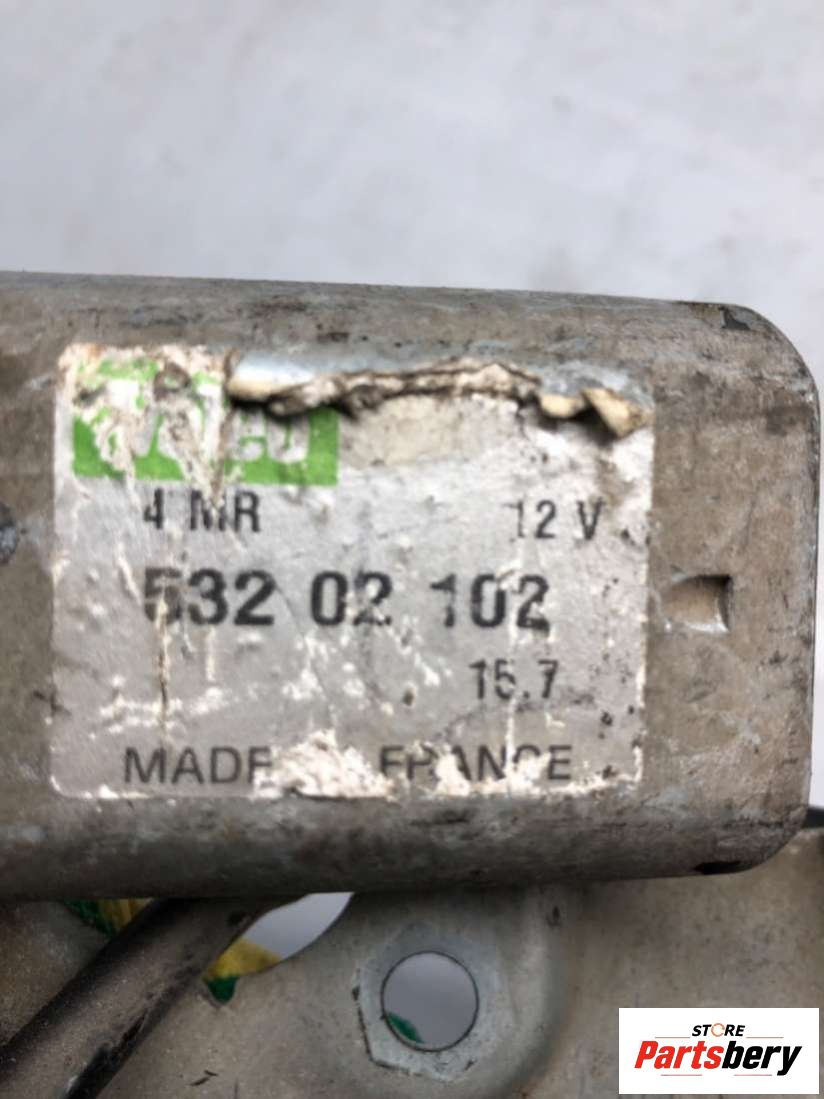 4 MR 12 V
532 02 102
15.7
MADE FRANCE
STORE
Partsbery